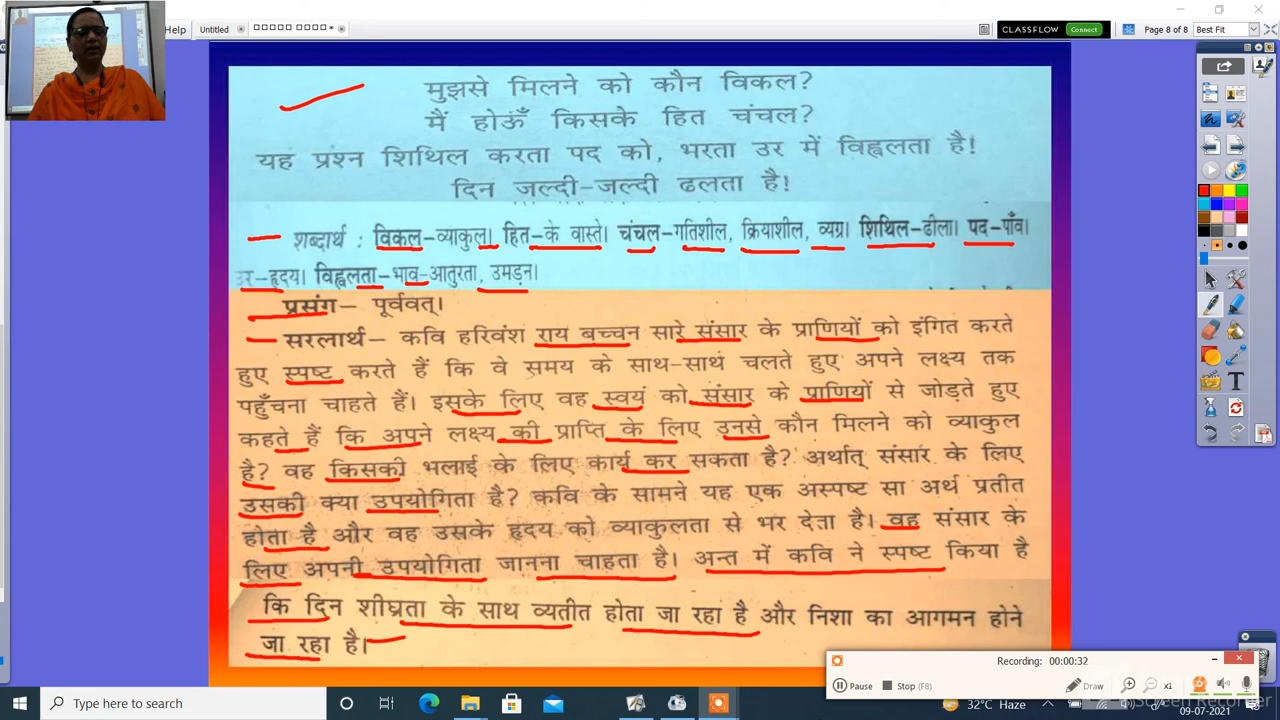 Help
Untitled
CLASSFLOW
Connect
Page 8 of 8
Best Fit
मुझसे मिलने को कौन विकल?
मैं होऊँ किसके हित चंचल?
यह प्रश्न शिथिल करता पद को, भरता उर में विह्वलता है!
दिन जल्दी-जल्दी ढलता है!
शब्दार्थ : विकल-व्याकुल। हित-के वास्ते। चंचल-गतिशील, क्रियाशील, व्यग्र। शिथिल-ढीला। पद-पाँव।
उर-हृदय। विह्वलता-भाव-आतुरता, उमड़न।
प्रसंग- पूर्ववत्।
सरलार्थ- कवि हरिवंश राय बच्चन सारे संसार के प्राणियों को इंगित करते
हुए स्पष्ट करते हैं कि वे समय के साथ-साथ चलते हुए अपने लक्ष्य तक
पहुँचना चाहते हैं। इसके लिए वह स्वयं को संसार के प्राणियों से जोड़ते हुए
कहते हैं कि अपने लक्ष्य की प्राप्ति के लिए उनसे कौन मिलने को व्याकुल
है? वह किसकी भलाई के लिए कार्य कर सकता है? अर्थात् संसार के लिए
उसकी क्या उपयोगिता है? कवि के सामने यह एक अस्पष्ट सा अर्थ प्रतीत
होता है और वह उसके हृदय को व्याकुलता से भर देता है। वह संसार के
लिए अपनी उपयोगिता जानना चाहता है। अन्त में कवि ने स्पष्ट किया है
कि दिन शीघ्रता के साथ व्यतीत होता जा रहा है और निशा का आगमन होने
जा रहा है।
Recording: 00:00:32
Pause
Stop (F8)
x1
Draw
Type here to search
32°C Haze
09-07-2021